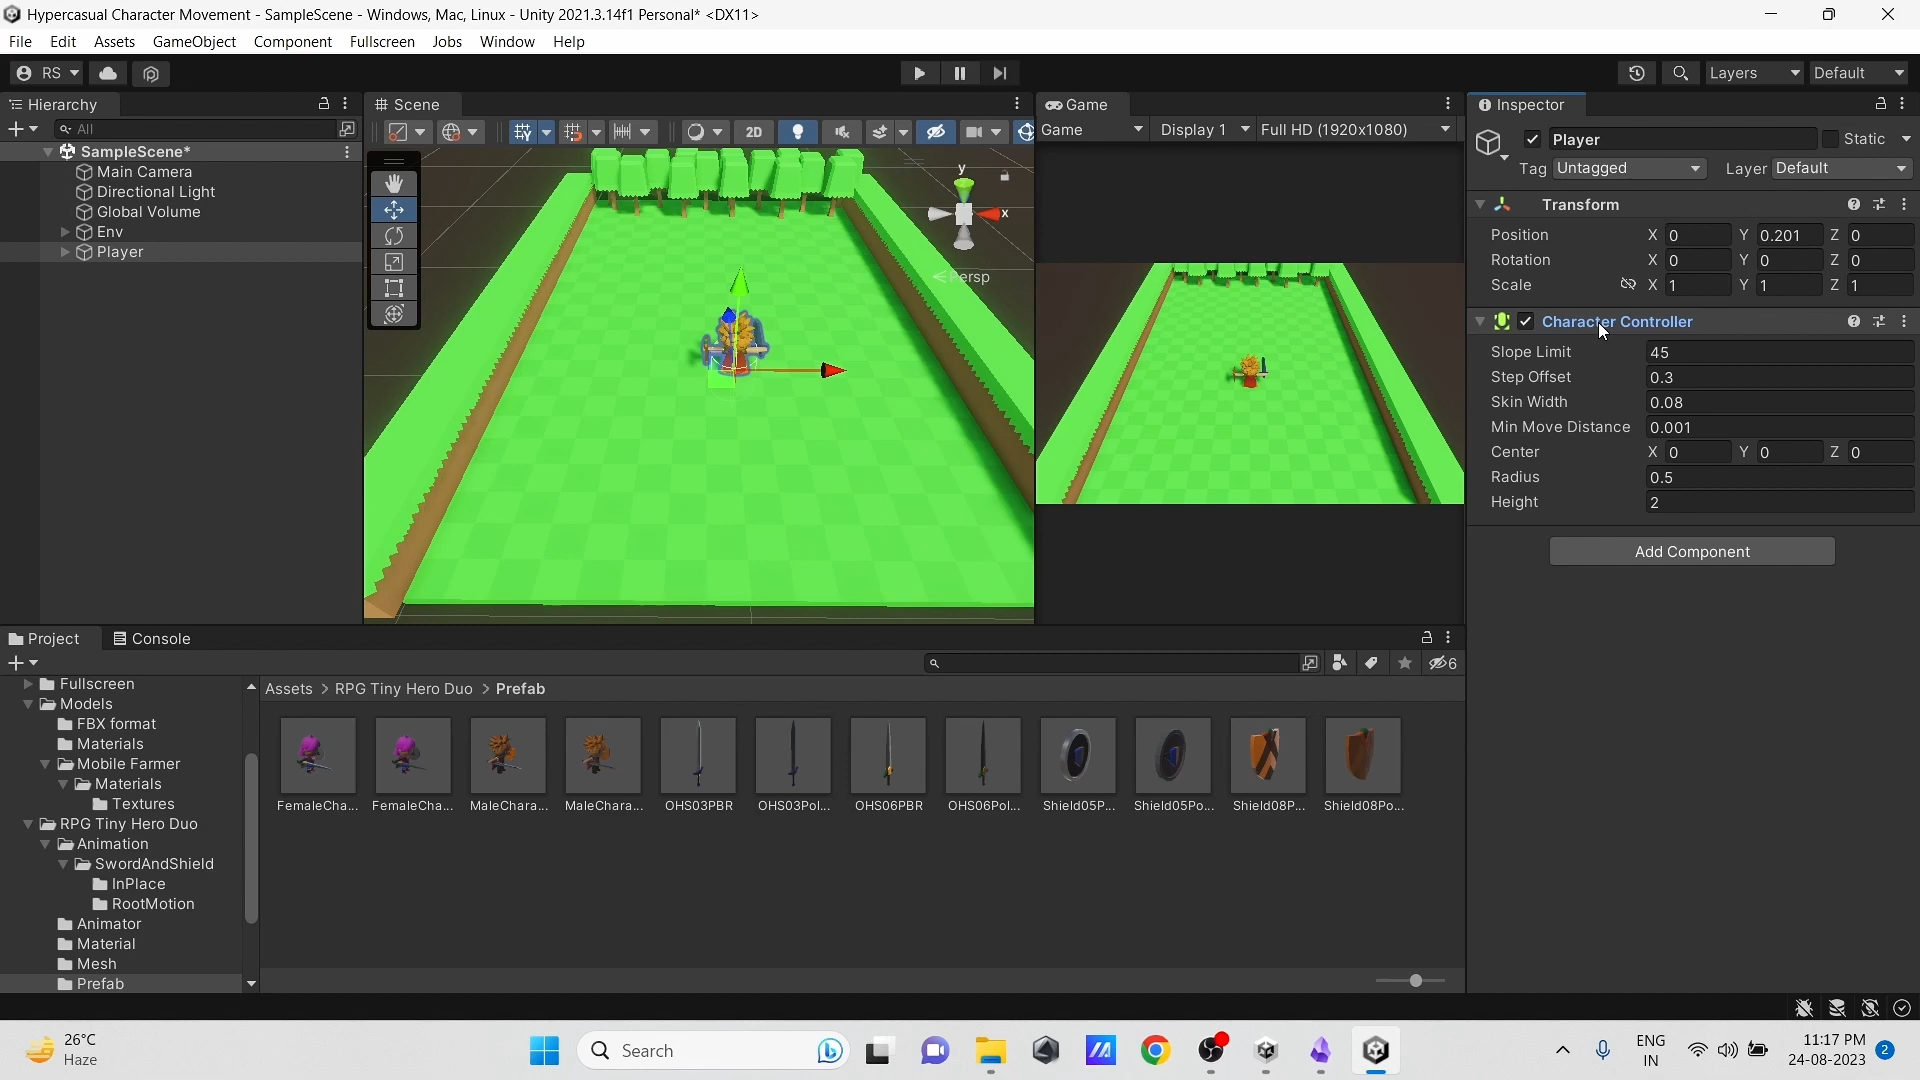 Hypercasual Character Movement - SampleScene - Windows, Mac, Linux - Unity 2021.3.14f1 Personal* <DX11>
File Edit Assets GameObject Component Fullscreen Jobs Window Help
RS Layers Default
Hierarchy
All
SampleScene*
Main Camera
Directional Light
Global Volume
Env
Player
Scene
2D
y
x
Persp
Game
Game Display 1 Full HD (1920x1080)
Inspector
Player Static
Tag Untagged Layer Default
Transform
Position X 0 Y 0.201 Z 0
Rotation X 0 Y 0 Z 0
Scale X 1 Y 1 Z 1
Character Controller
Slope Limit 45
Step Offset 0.3
Skin Width 0.08
Min Move Distance 0.001
Center X 0 Y 0 Z 0
Radius 0.5
Height 2
Add Component
Project Console
6
Fullscreen
Models
FBX format
Materials
Mobile Farmer
Materials
Textures
RPG Tiny Hero Duo
Animation
SwordAndShield
InPlace
RootMotion
Animator
Material
Mesh
Prefab
Assets > RPG Tiny Hero Duo > Prefab
FemaleCha... FemaleCha... MaleChara... MaleChara... OHS03PBR OHS03Pol... OHS06PBR OHS06Pol... Shield05P... Shield05Po... Shield08P... Shield08Po...
26°C
Haze
Search
ENG
IN
11:17 PM
24-08-2023
2